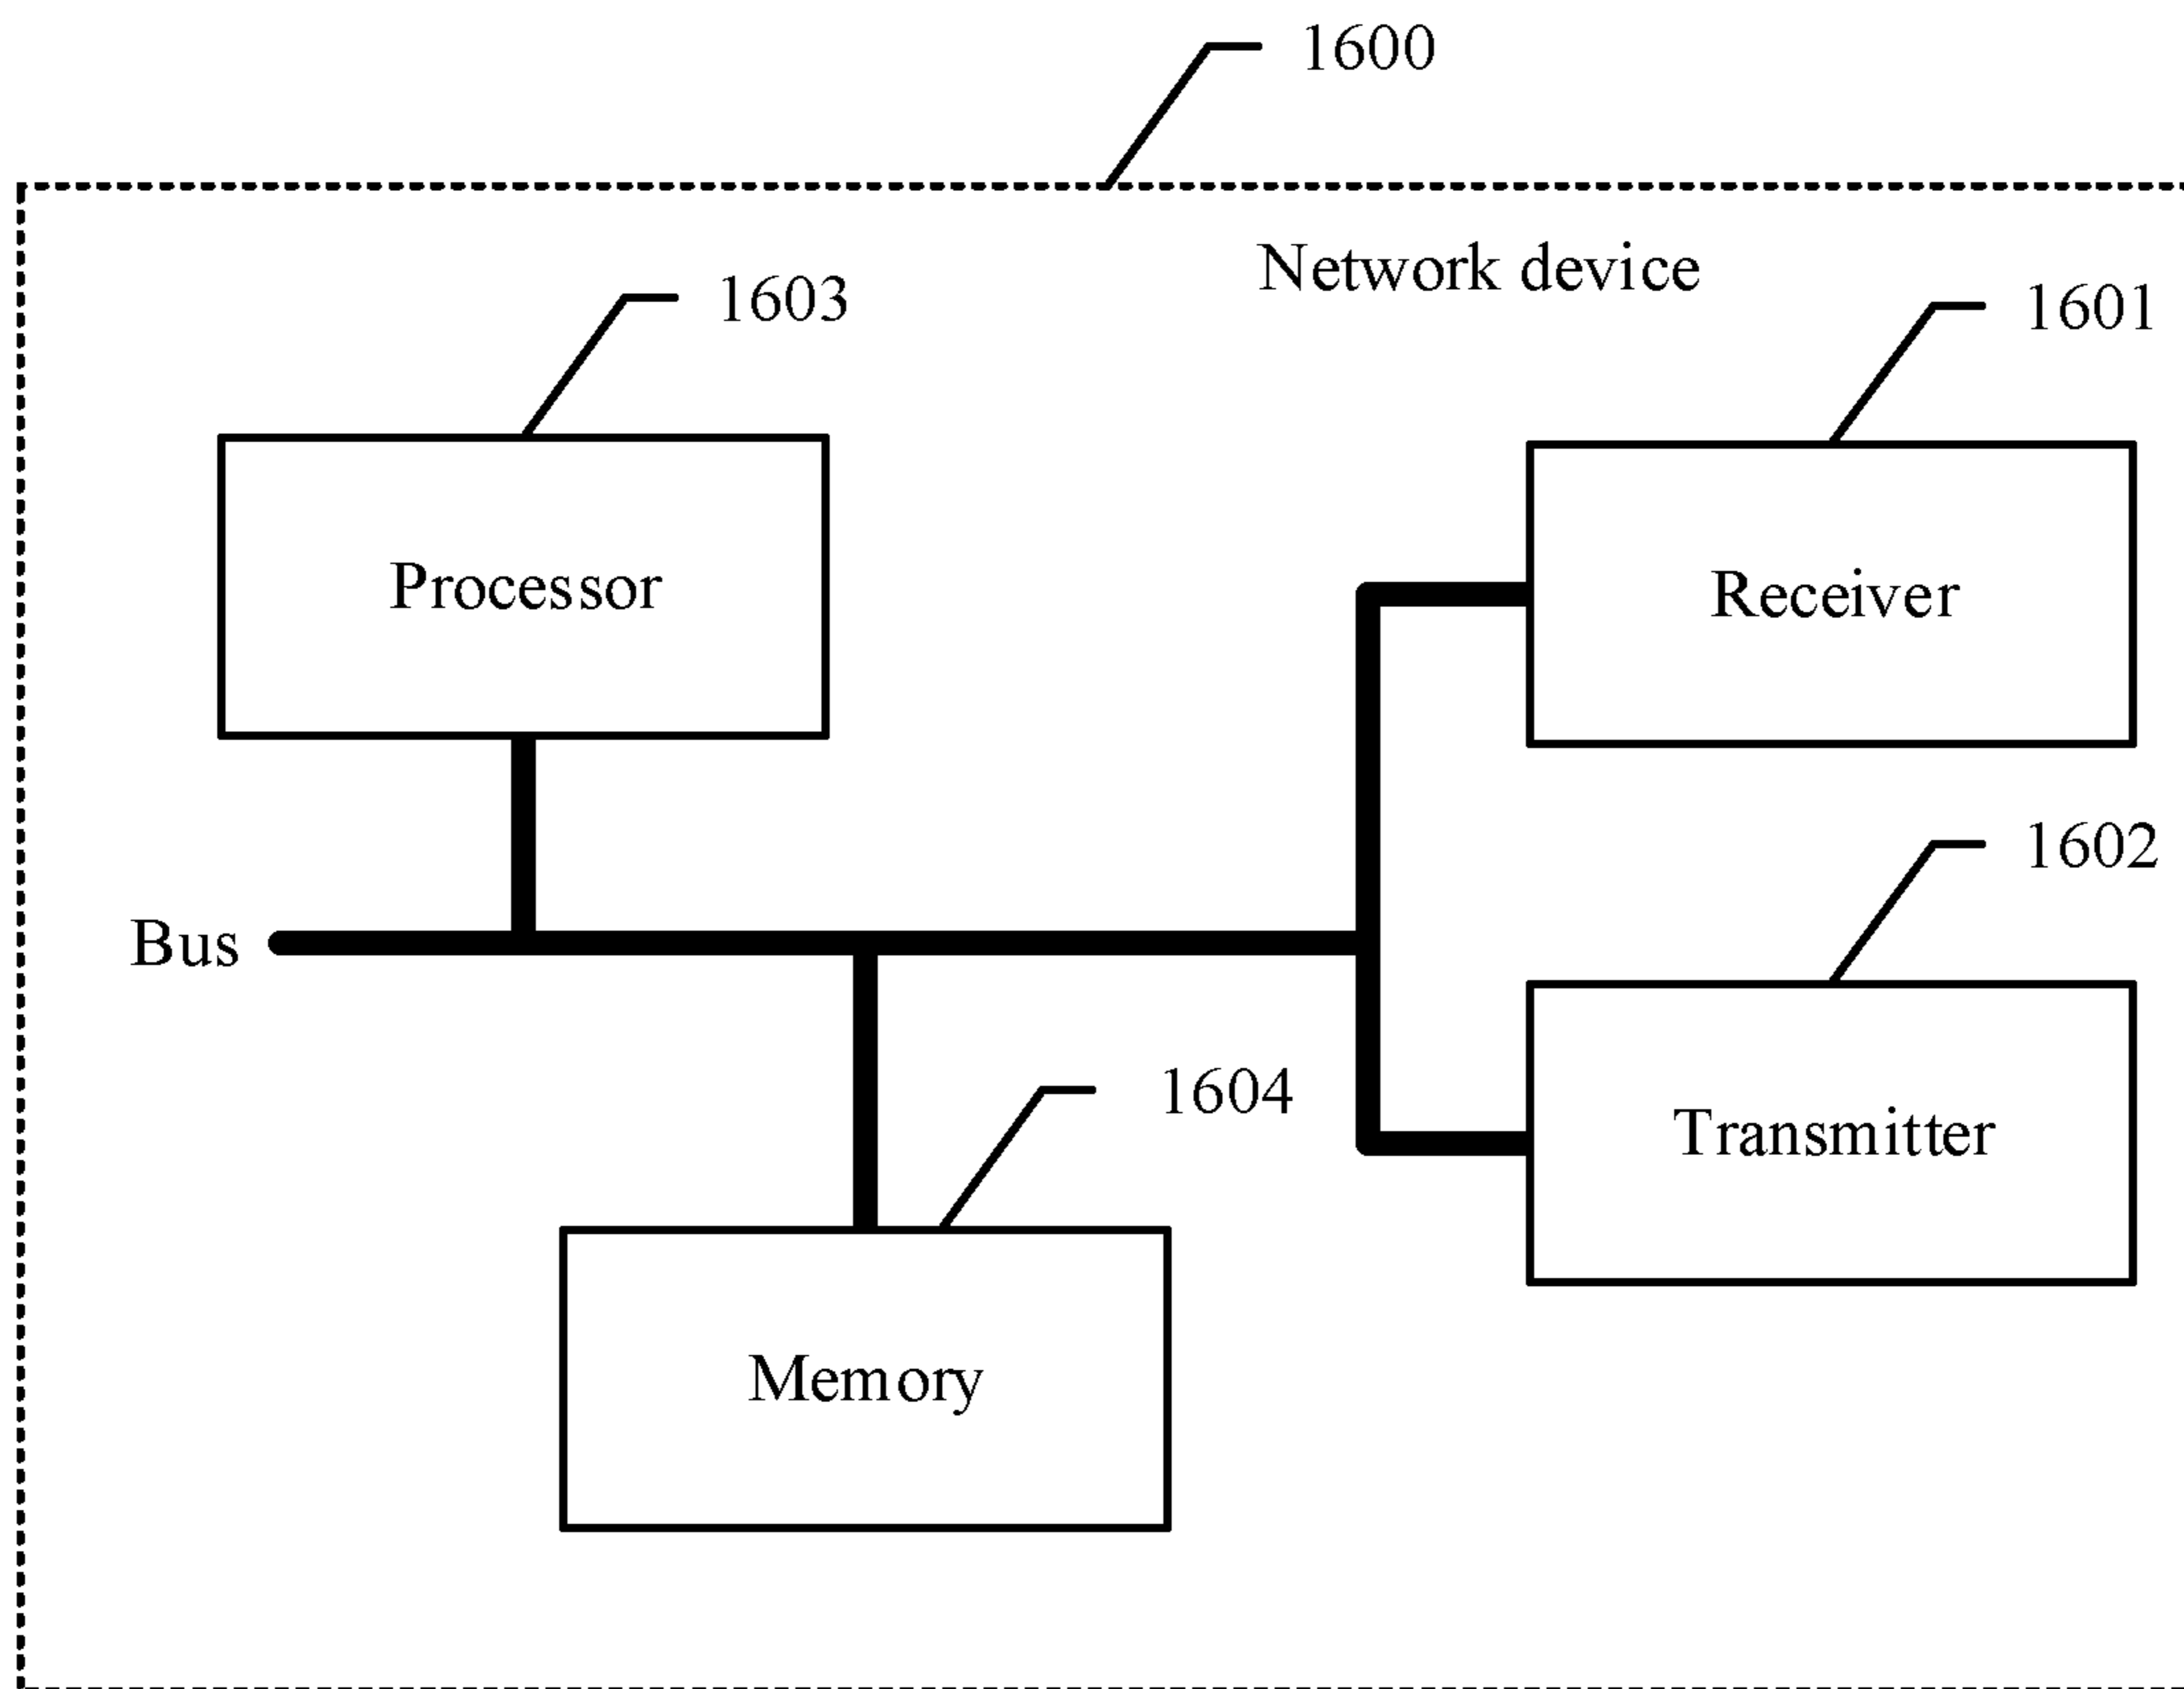 1600
Network device
1603
1601
Processor
Receiver
1602
Bus
1604
Transmitter
Memory